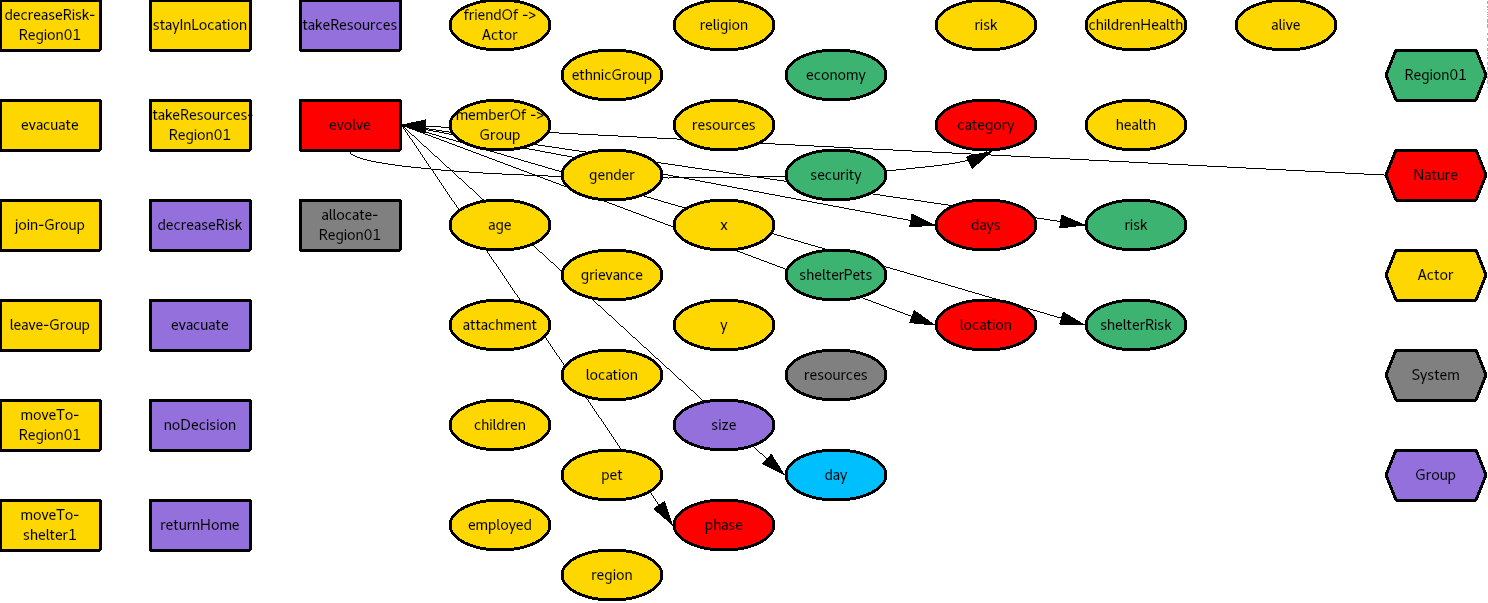 decreaseRisk-
Region01
stayInLocation
takeResources
friendOf ->
Actor
religion
risk
childrenHealth
alive
ethnicGroup
economy
Region01
evacuate
takeResources-
Region01
evolve
memberOf ->
Group
resources
category
health
gender
security
Nature
join-Group
decreaseRisk
allocate-
Region01
age
x
days
risk
grievance
shelterPets
Actor
leave-Group
evacuate
attachment
y
location
shelterRisk
location
resources
System
moveTo-
Region01
noDecision
children
size
pet
day
Group
moveTo-
shelter1
returnHome
employed
phase
region